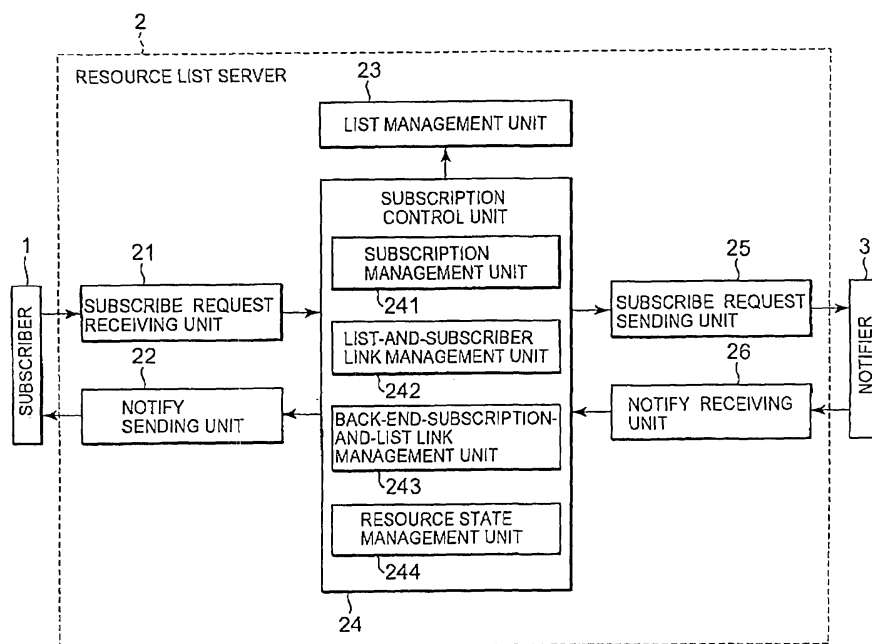 2
RESOURCE LIST SERVER
23
LIST MANAGEMENT UNIT
SUBSCRIPTION
CONTROL UNIT
SUBSCRIPTION
MANAGEMENT UNIT
241
LIST-AND-SUBSCRIBER
LINK MANAGEMENT UNIT
242
BACK-END-SUBSCRIPTION-
AND-LIST LINK
MANAGEMENT UNIT
243
RESOURCE STATE
MANAGEMENT UNIT
244
24
1
SUBSCRIBER
21
SUBSCRIBE REQUEST
RECEIVING UNIT
22
NOTIFY
SENDING UNIT
25
SUBSCRIBE REQUEST
SENDING UNIT
26
NOTIFY RECEIVING
UNIT
3
NOTIFIER